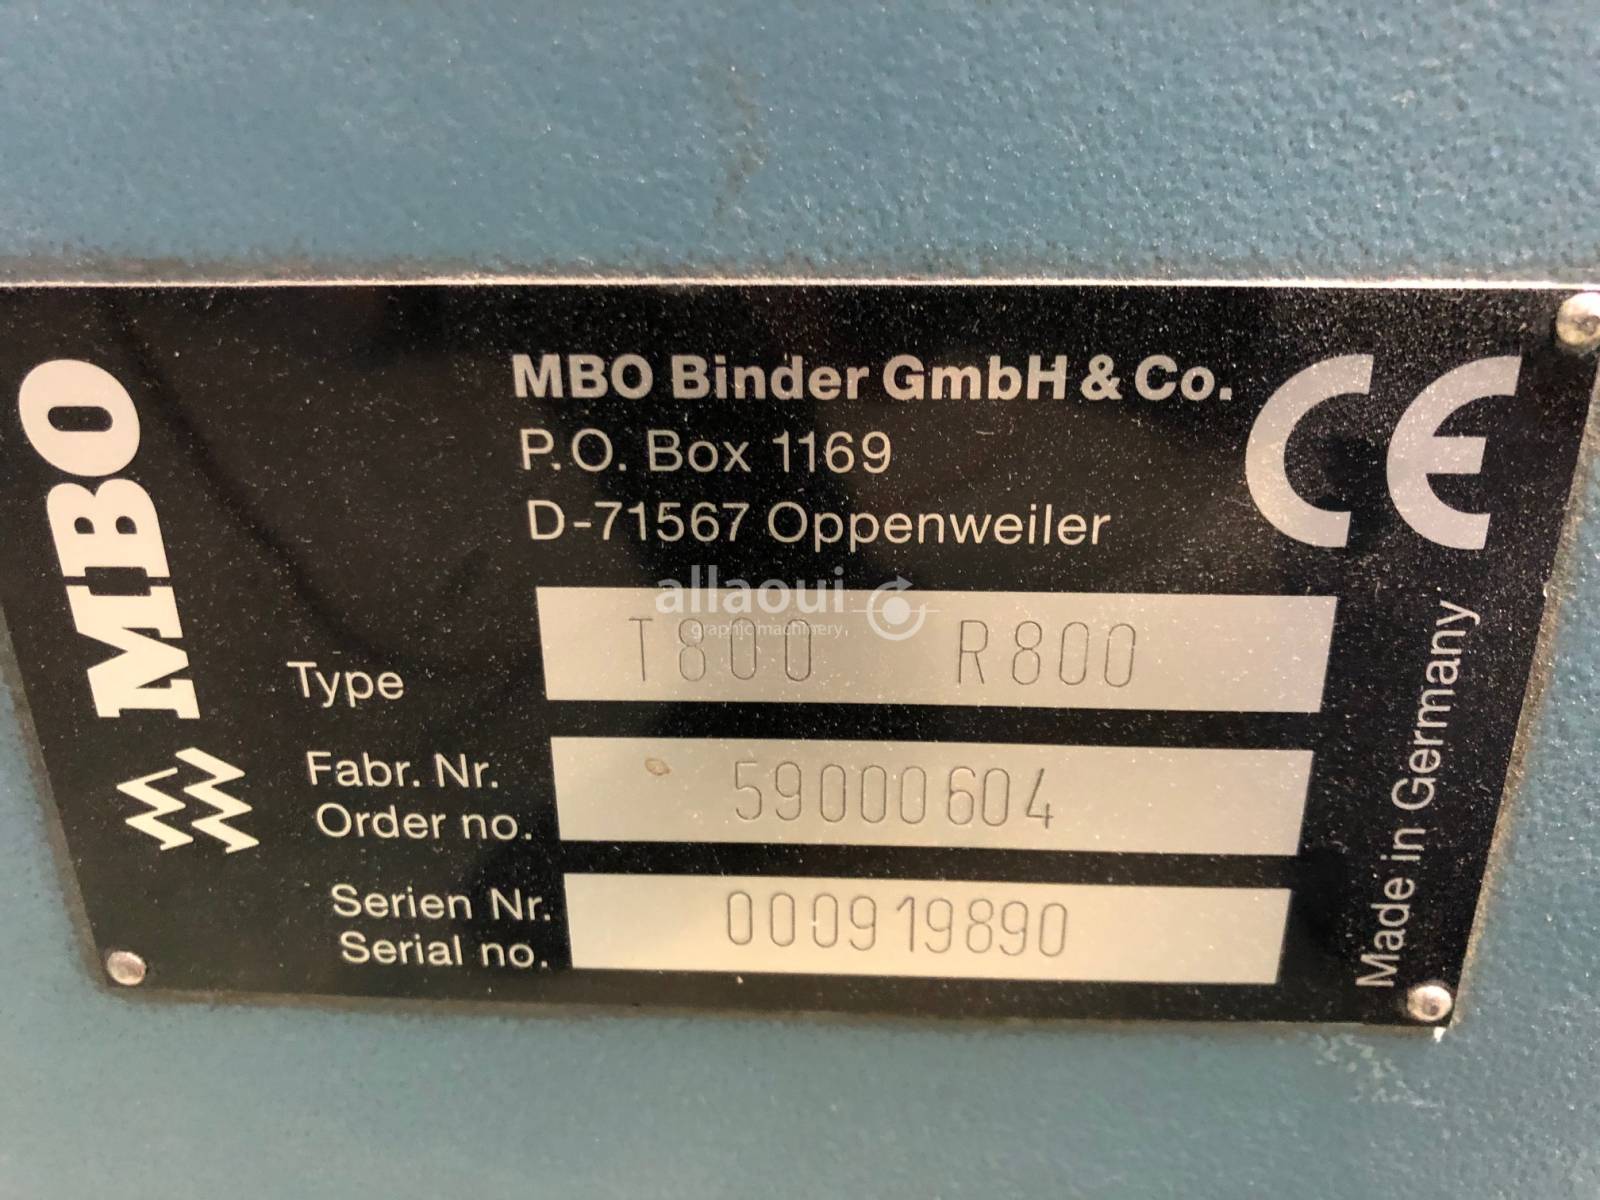 MBO
MBO Binder GmbH & Co.
P.O. Box 1169
D-71567 Oppenweiler
CE
allaoui
graphic machinery
Type
T800 R800
Fabr. Nr.
Order no.
59000604
Serien Nr.
Serial no.
000919890
Made in Germany